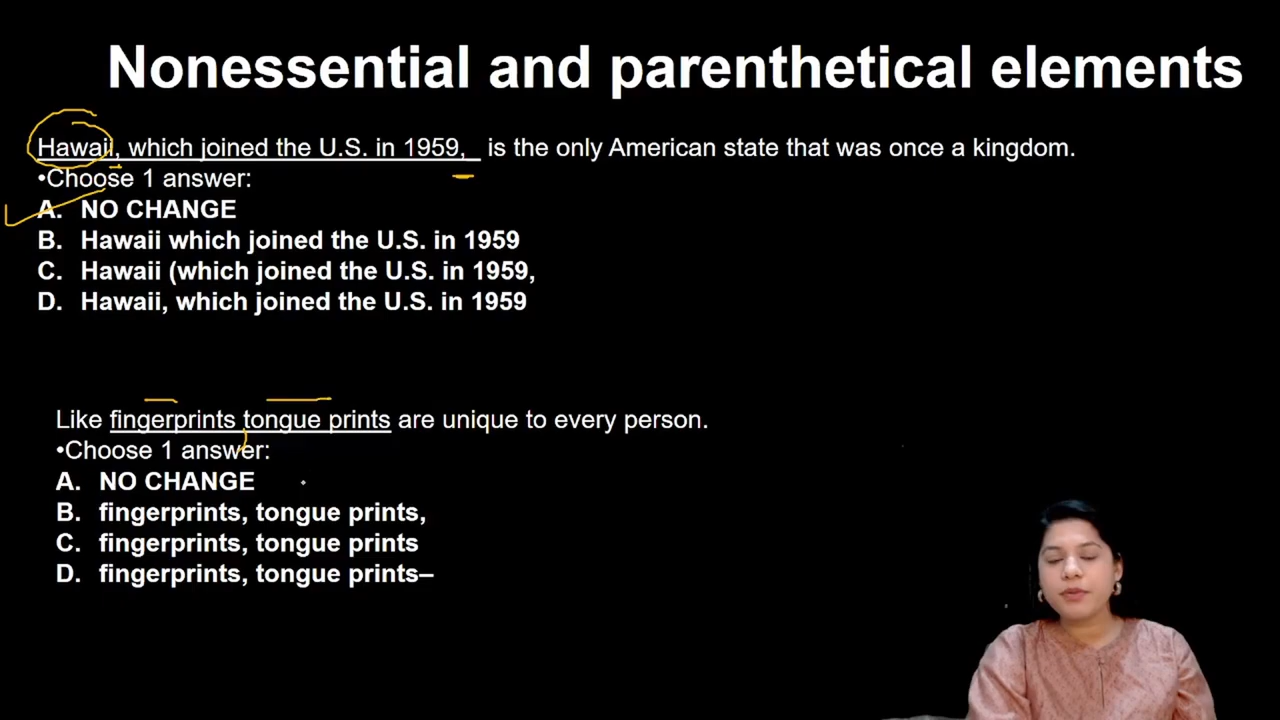 Nonessential and parenthetical elements
Hawaii, which joined the U.S. in 1959, is the only American state that was once a kingdom.
•Choose 1 answer:
A. NO CHANGE
B. Hawaii which joined the U.S. in 1959
C. Hawaii (which joined the U.S. in 1959,
D. Hawaii, which joined the U.S. in 1959
Like fingerprints tongue prints are unique to every person.
•Choose 1 answer:
A. NO CHANGE
B. fingerprints, tongue prints,
C. fingerprints, tongue prints
D. fingerprints, tongue prints–